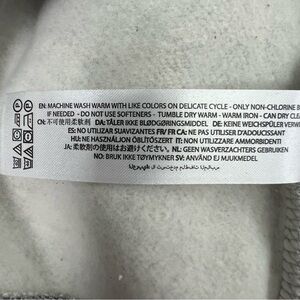 EN: MACHINE WASH WARM WITH LIKE COLORS ON DELICATE CYCLE - ONLY NON-CHLORINE B
IF NEEDED - DO NOT USE SOFTENERS - TUMBLE DRY WARM - WARM IRON - CAN DRY CLEA
CN: 不可使用柔软剂 DA: TÅLER IKKE BLØDGØRINGSMIDDEL DE: KEINE WEICHSPÜLER VERWE
ES: NO UTILIZAR SUAVIZANTES FR/ FR CA: NE PAS UTILISER D'ADOUCISSANT
HU: NE HASZNÁLJON ÖBLÍTŐSZERT IT: NON UTILIZZARE AMMORBIDENTI
JA: 柔軟剤の使用はお避けください NL: GEEN WASVERZACHTERS GEBRUIKEN
NO: BRUK IKKE TØYMYKNER SV: ANVÄND EJ MJUKMEDEL